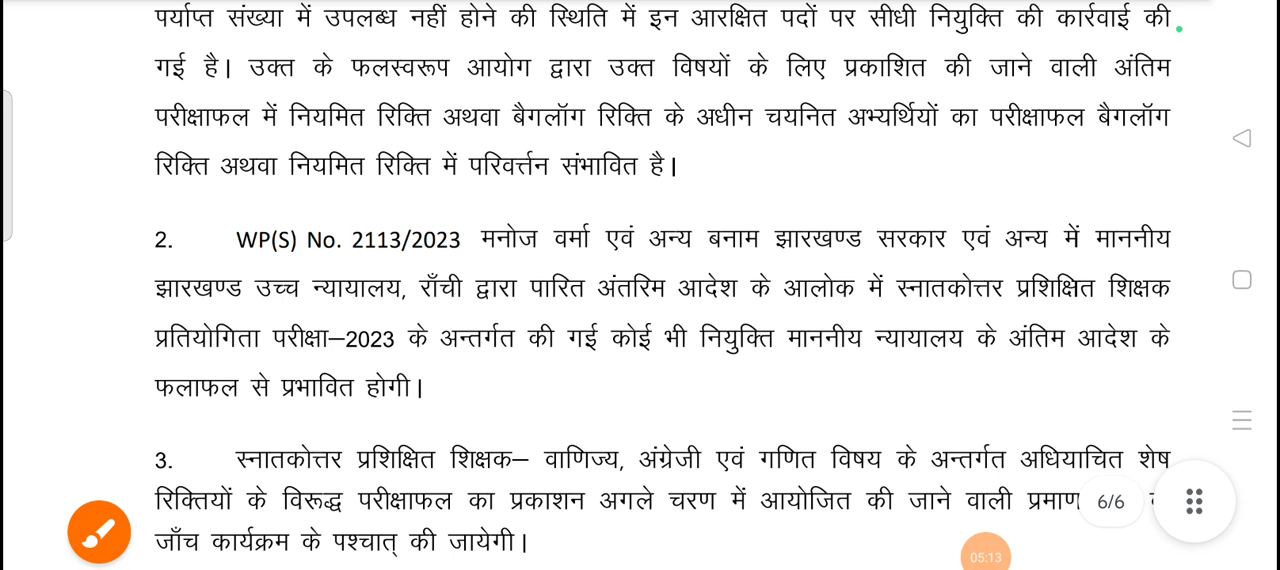 पर्याप्त संख्या में उपलब्ध नहीं होने की स्थिति में इन आरक्षित पदों पर सीधी नियुक्ति की कार्रवाई की
गई है। उक्त के फलस्वरूप आयोग द्वारा उक्त विषयों के लिए प्रकाशित की जाने वाली अंतिम
परीक्षाफल में नियमित रिक्ति अथवा बैगलॉग रिक्ति के अधीन चयनित अभ्यर्थियों का परीक्षाफल बैगलॉग
रिक्ति अथवा नियमित रिक्ति में परिवर्त्तन संभावित है।
2. WP(S) No. 2113/2023 मनोज वर्मा एवं अन्य बनाम झारखण्ड सरकार एवं अन्य में माननीय
झारखण्ड उच्च न्यायालय, राँची द्वारा पारित अंतरिम आदेश के आलोक में स्नातकोत्तर प्रशिक्षित शिक्षक
प्रतियोगिता परीक्षा–2023 के अन्तर्गत की गई कोई भी नियुक्ति माननीय न्यायालय के अंतिम आदेश के
फलाफल से प्रभावित होगी।
3. स्नातकोत्तर प्रशिक्षित शिक्षक– वाणिज्य, अंग्रेजी एवं गणित विषय के अन्तर्गत अधियाचित शेष
रिक्तियों के विरूद्ध परीक्षाफल का प्रकाशन अगले चरण में आयोजित की जाने वाली प्रमाण
6/6
जाँच कार्यक्रम के पश्चात् की जायेगी।
05:13